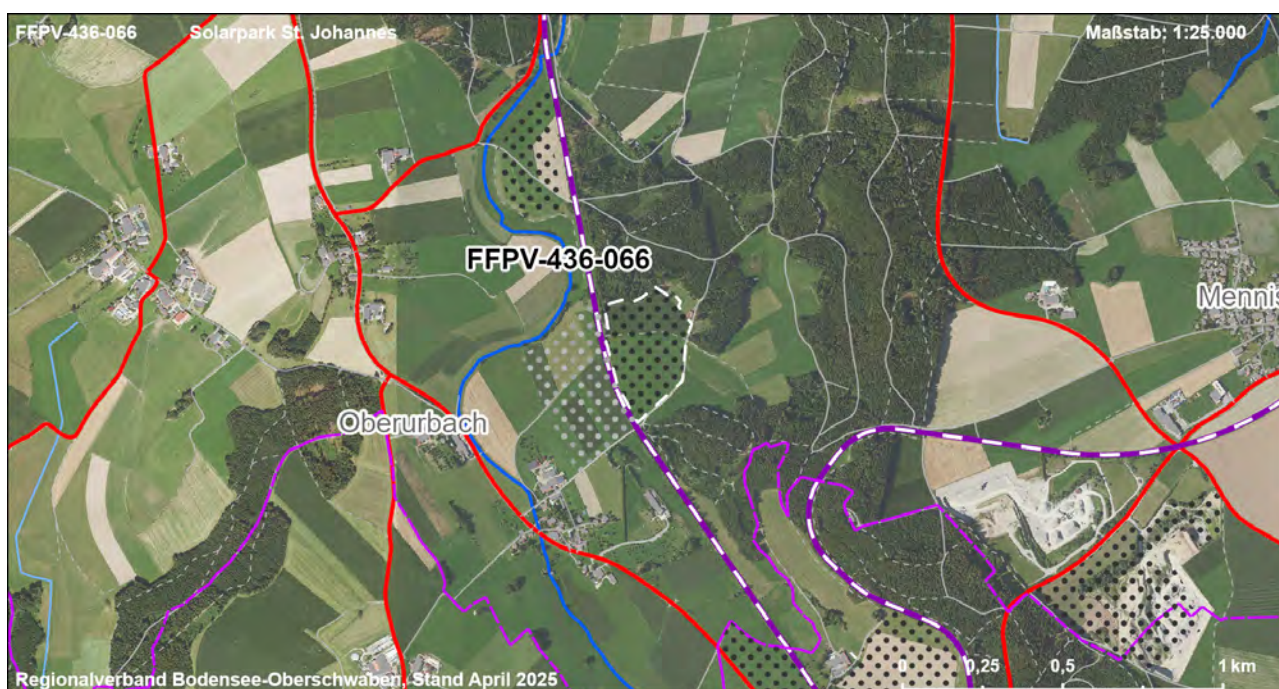 FFPV-436-066 Solarpark St. Johannes Maßstab: 1:25.000
FFPV-436-066
Mennis
Oberurbach
0 0,25 0,5 1 km
Regionalverband Bodensee-Oberschwaben, Stand April 2025